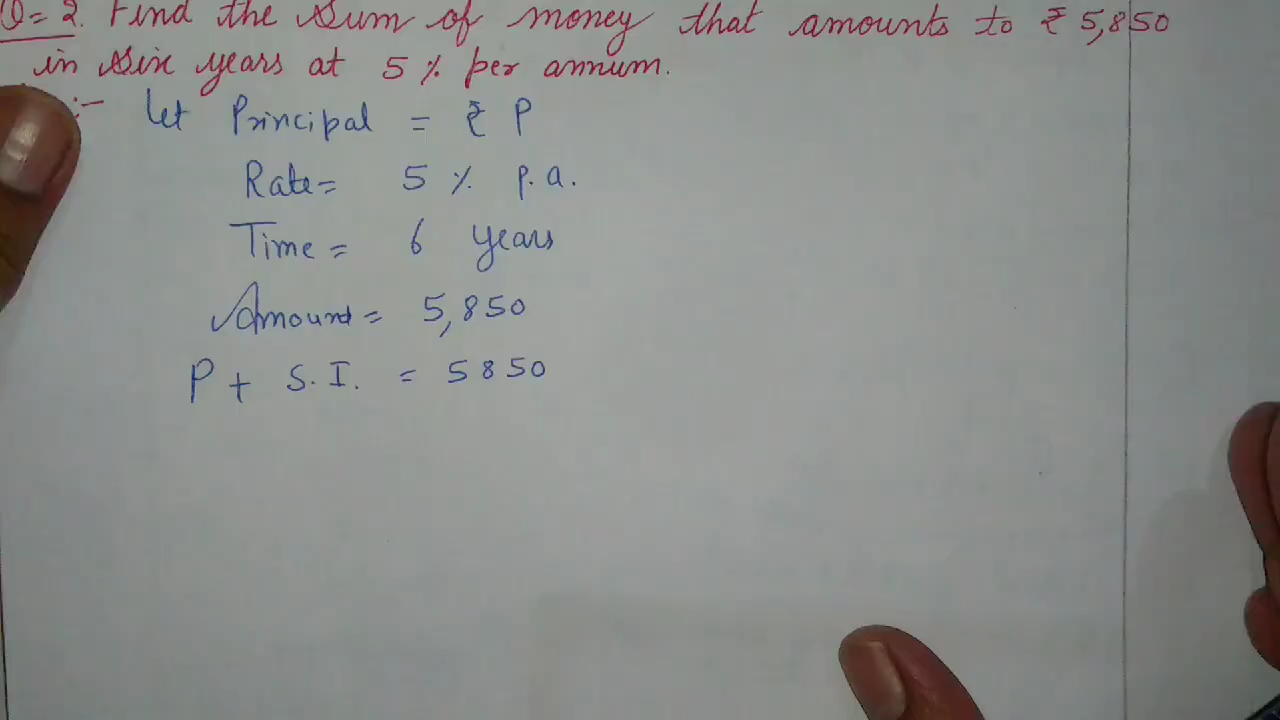 Q=2. Find the Sum of money that amounts to ₹ 5,850
in six years at 5 % per annum.
:- Let Principal = ₹ P
Rate= 5 % p.a.
Time = 6 years
Amount = 5,850
P + S.I. = 5850